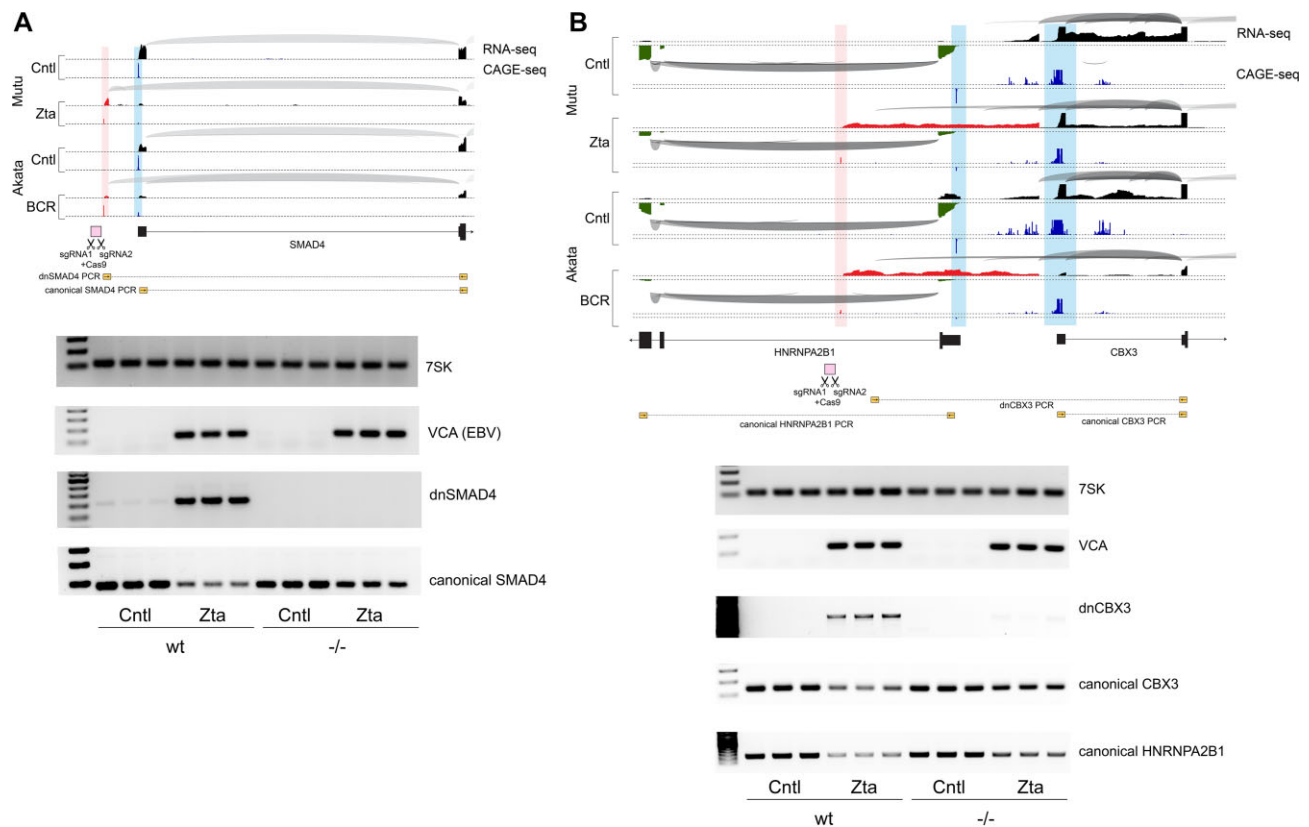 A
RNA-seq
Cntl
CAGE-seq
Mutu
Zta
Cntl
Akata
BCR
SMAD4
sgRNA1 sgRNA2
+Cas9
dnSMAD4 PCR
canonical SMAD4 PCR
7SK
VCA (EBV)
dnSMAD4
canonical SMAD4
Cntl Zta Cntl Zta
wt -/-
B
RNA-seq
Cntl
CAGE-seq
Mutu
Zta
Cntl
Akata
BCR
HNRNPA2B1 CBX3
sgRNA1 sgRNA2
+Cas9
dnCBX3 PCR
canonical HNRNPA2B1 PCR canonical CBX3 PCR
7SK
VCA
dnCBX3
canonical CBX3
canonical HNRNPA2B1
Cntl Zta Cntl Zta
wt -/-